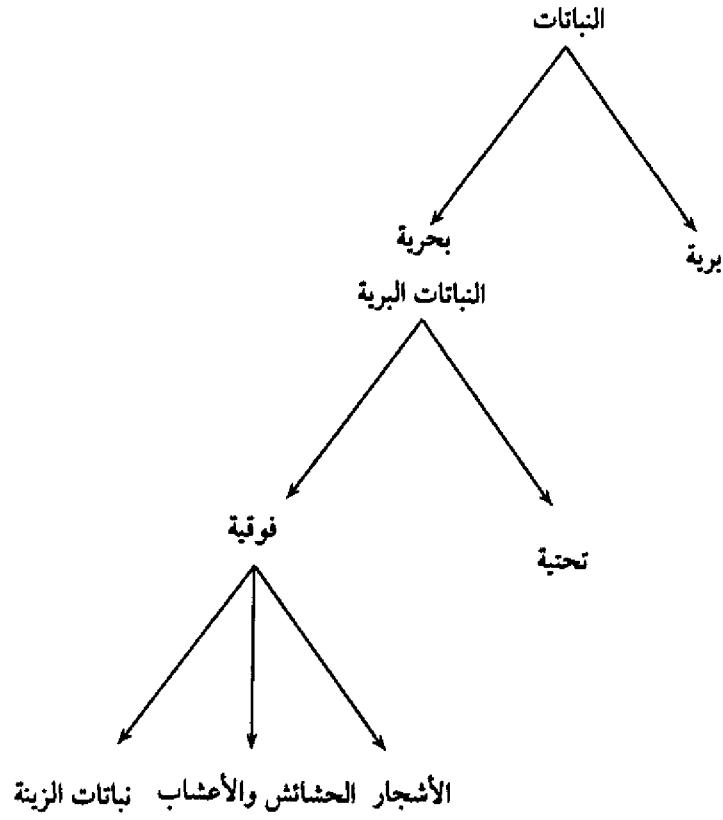 النباتات
برية
بحرية
النباتات البرية
فوقية
تحتية
الأشجار الحشائش والأعشاب نباتات الزينة